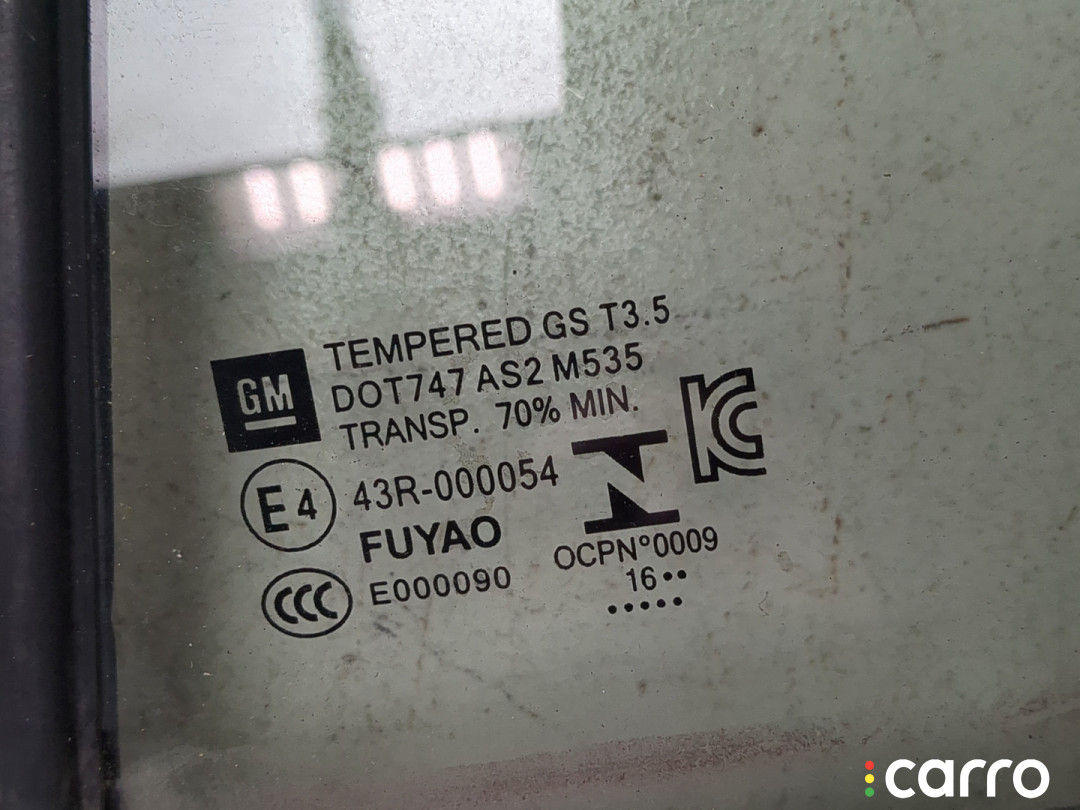 TEMPERED GS T3.5
GM
DOT747 AS2 M535
TRANSP. 70% MIN.
E4 43R-000054
FUYAO
CCC E000090
KC
OCPN°0009
16••
•••••
carro